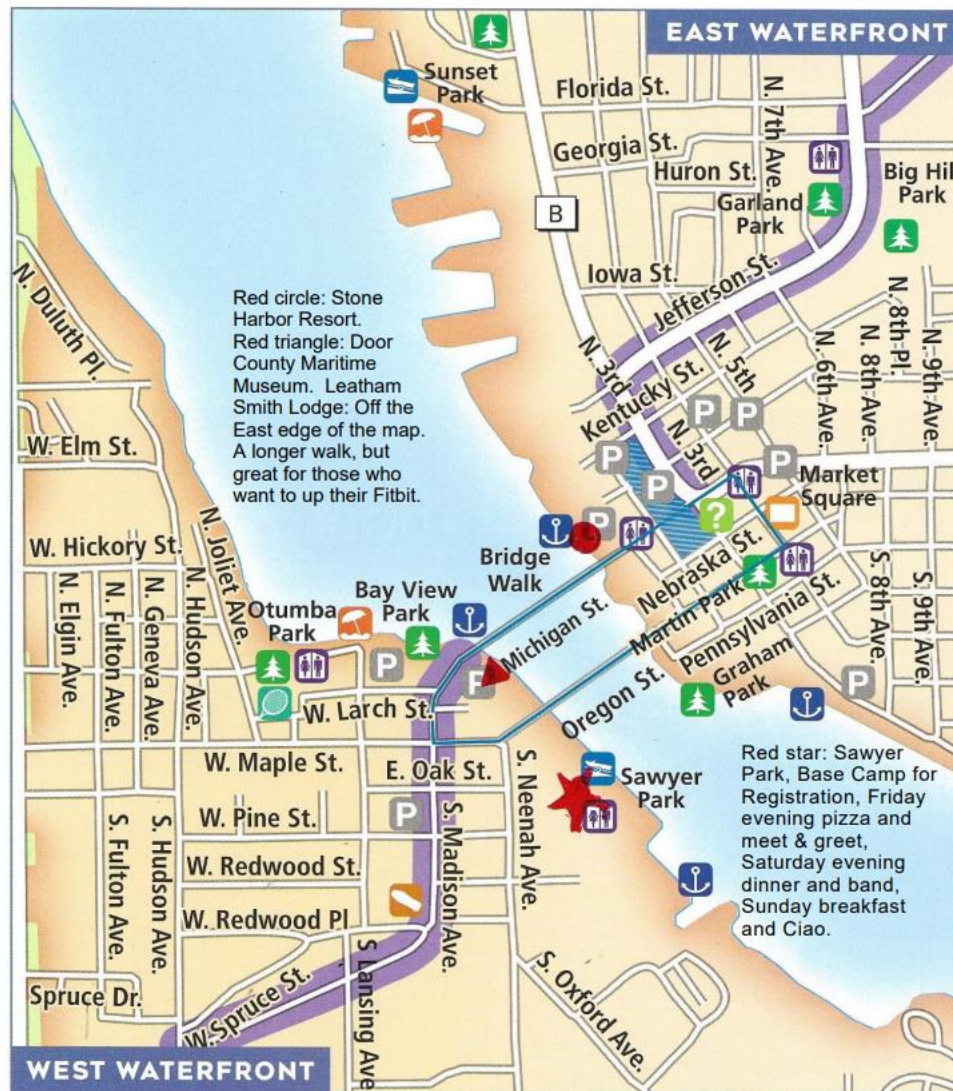 EAST WATERFRONT
Sunset
Park
Florida St.
N. 7th Ave.
Georgia St.
Huron St.
Big Hil
Park
Garland
Park
B
Iowa St.
Jefferson St.
N. Duluth Pl.
Red circle: Stone
Harbor Resort.
Red triangle: Door
County Maritime
Museum. Leatham
Smith Lodge: Off the
East edge of the map.
A longer walk, but
great for those who
want to up their Fitbit.
N. 3rd
N. 5th
N. 6th Ave.
N. 8th Ave.
N. 8th Pl.
N. 9th Ave.
Kentucky St.
N. 3rd
P
P
P
P
P
P
?
Market
Square
W. Elm St.
N. Joliet Ave.
W. Hickory St.
Bridge
Walk
Nebraska St.
Martin Park
Pennsylvania St.
S. 8th Ave.
S. 9th Ave.
N. Elgin Ave.
N. Fulton Ave.
N. Geneva Ave.
N. Hudson Ave.
Otumba
Park
Bay View
Park
P
P
Michigan St.
Oregon St.
Graham
Park
P
W. Larch St.
W. Maple St.
E. Oak St.
S. Neenah Ave.
Sawyer
Park
Red star: Sawyer
Park, Base Camp for
Registration, Friday
evening pizza and
meet & greet,
Saturday evening
dinner and band,
Sunday breakfast
and Ciao.
P
W. Pine St.
S. Fulton Ave.
S. Hudson Ave.
S. Madison Ave.
W. Redwood St.
W. Redwood Pl
S Lansing Ave
S. Oxford Ave.
Spruce Dr.
W. Spruce St.
WEST WATERFRONT